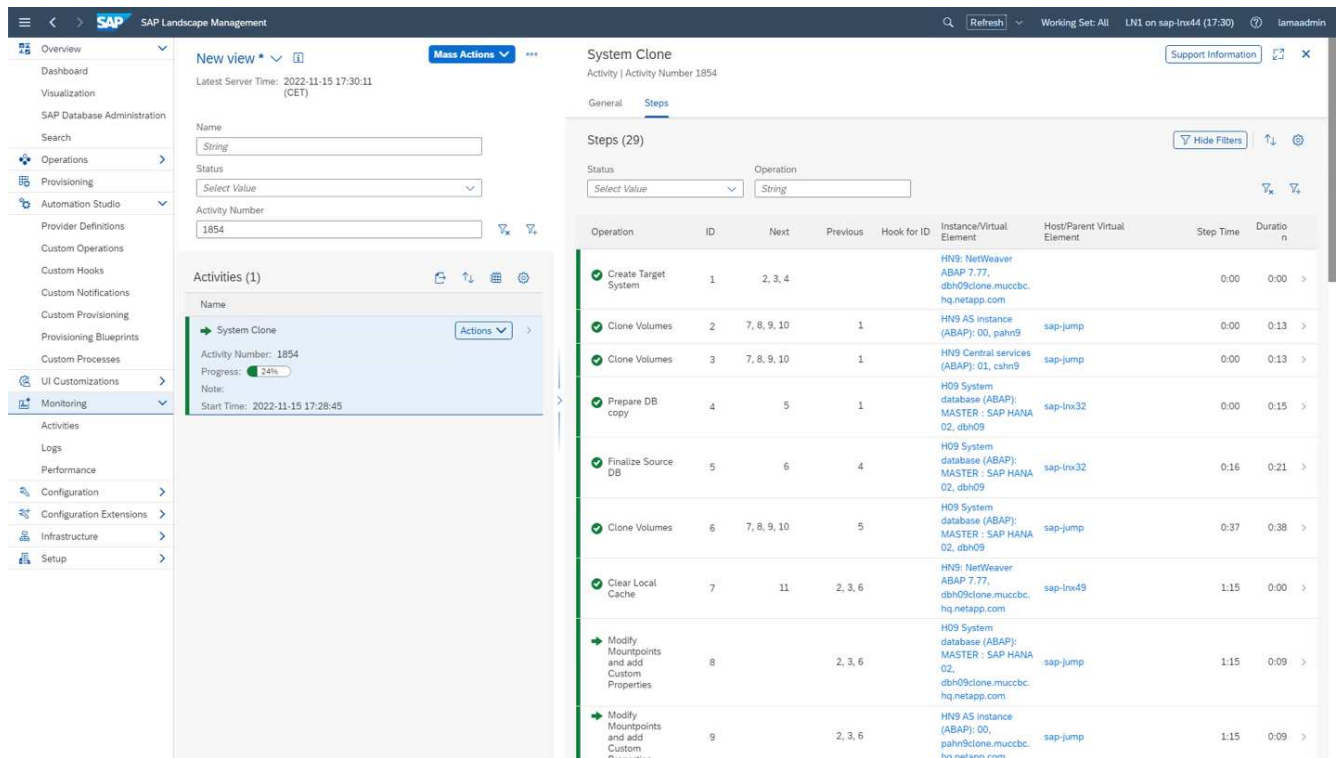 SAP SAP Landscape Management Refresh Working Set: All LN1 on sap-lnx44 (17:30) lamaadmin
Overview
Dashboard
Visualization
SAP Database Administration
Search
Operations
Provisioning
Automation Studio
Provider Definitions
Custom Operations
Custom Hooks
Custom Notifications
Custom Provisioning
Provisioning Blueprints
Custom Processes
UI Customizations
Monitoring
Activities
Logs
Performance
Configuration
Configuration Extensions
Infrastructure
Setup
New view * Mass Actions
Latest Server Time: 2022-11-15 17:30:11
(CET)
Name
String
Status
Select Value
Activity Number
1854
Activities (1)
Name
System Clone Actions
Activity Number: 1854
Progress: 24%
Note:
Start Time: 2022-11-15 17:28:45
System Clone Support Information
Activity | Activity Number 1854
General Steps
Steps (29) Hide Filters
Status Operation
Select Value String
Operation ID Next Previous Hook for ID Instance/Virtual Element Host/Parent Virtual Element Step Time Duration
Create Target System 1 2, 3, 4 HN9: NetWeaver ABAP 7.77, dbh09clone.muccbc.hq.netapp.com 0:00 0:00
Clone Volumes 2 7, 8, 9, 10 1 HN9 AS instance (ABAP): 00, pahn9 sap-jump 0:00 0:13
Clone Volumes 3 7, 8, 9, 10 1 HN9 Central services (ABAP): 01, cshn9 sap-jump 0:00 0:13
Prepare DB copy 4 5 1 H09 System database (ABAP): MASTER : SAP HANA 02, dbh09 sap-lnx32 0:00 0:15
Finalize Source DB 5 6 4 H09 System database (ABAP): MASTER : SAP HANA 02, dbh09 sap-lnx32 0:16 0:21
Clone Volumes 6 7, 8, 9, 10 5 H09 System database (ABAP): MASTER : SAP HANA 02, dbh09 sap-jump 0:37 0:38
Clear Local Cache 7 11 2, 3, 6 HN9: NetWeaver ABAP 7.77, dbh09clone.muccbc.hq.netapp.com sap-lnx49 1:15 0:00
Modify Mountpoints and add Custom Properties 8 2, 3, 6 H09 System database (ABAP): MASTER : SAP HANA 02, dbh09clone.muccbc.hq.netapp.com sap-jump 1:15 0:09
Modify Mountpoints and add Custom 9 2, 3, 6 HN9 AS instance (ABAP): 00, pahn9clone.muccbc.hq.netapp.com sap-jump 1:15 0:09